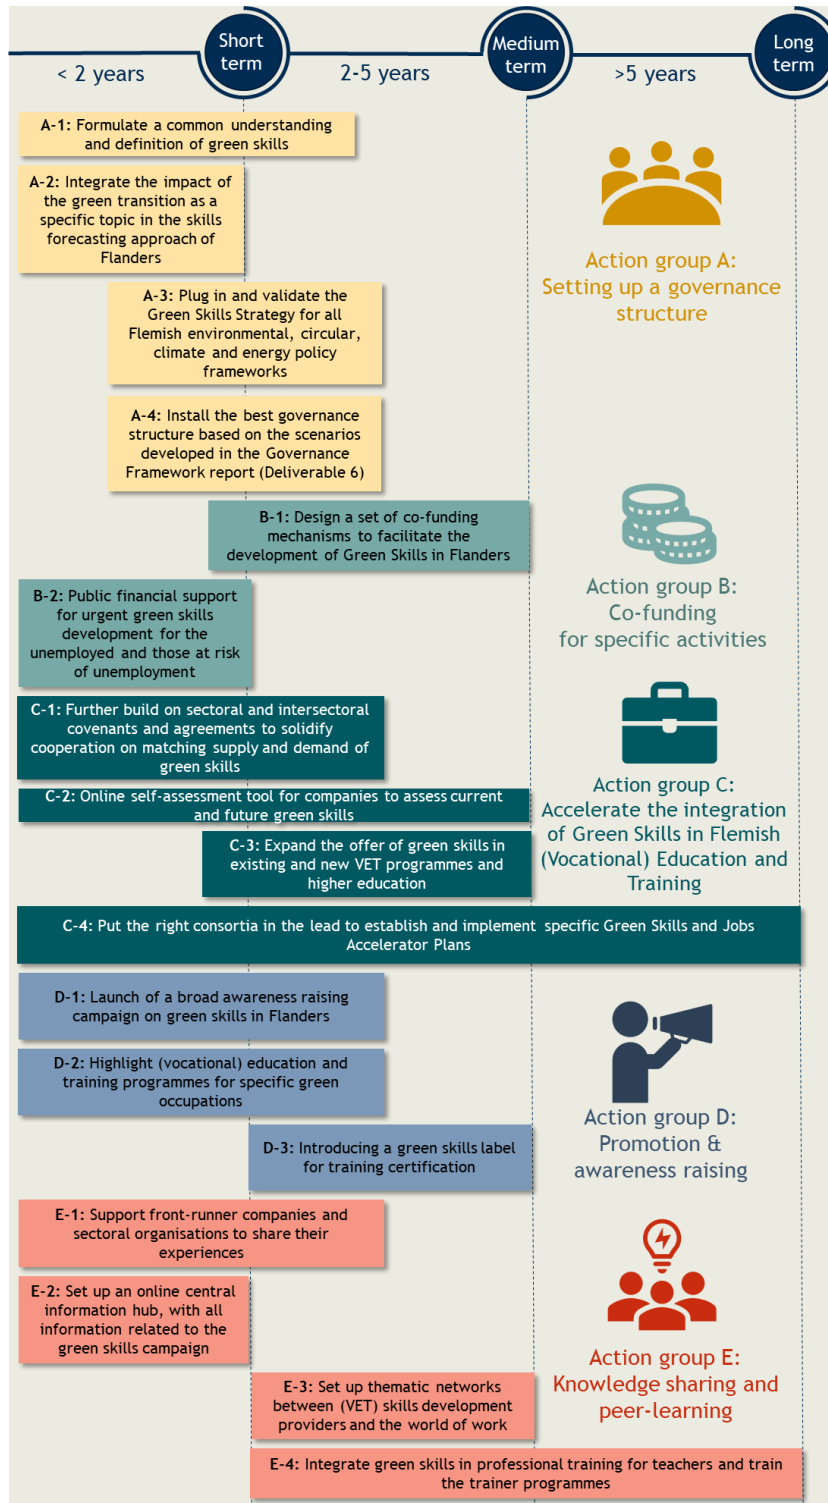 Short
term
Medium
term
Long
term
< 2 years
2-5 years
>5 years
A-1: Formulate a common understanding
and definition of green skills
A-2: Integrate the impact of
the green transition as a
specific topic in the skills
forecasting approach of
Flanders
Action group A:
Setting up a governance
structure
A-3: Plug in and validate the
Green Skills Strategy for all
Flemish environmental, circular,
climate and energy policy
frameworks
A-4: Install the best governance
structure based on the scenarios
developed in the Governance
Framework report (Deliverable 6)
B-1: Design a set of co-funding
mechanisms to facilitate the
development of Green Skills in Flanders
B-2: Public financial support
for urgent green skills
development for the
unemployed and those at risk
of unemployment
Action group B:
Co-funding
for specific activities
C-1: Further build on sectoral and intersectoral
covenants and agreements to solidify
cooperation on matching supply and demand of
green skills
C-2: Online self-assessment tool for companies to assess current
and future green skills
C-3: Expand the offer of green skills in
existing and new VET programmes and
higher education
Action group C:
Accelerate the integration
of Green Skills in Flemish
(Vocational) Education and
Training
C-4: Put the right consortia in the lead to establish and implement specific Green Skills and Jobs
Accelerator Plans
D-1: Launch of a broad awareness raising
campaign on green skills in Flanders
D-2: Highlight (vocational) education and
training programmes for specific green
occupations
D-3: Introducing a green skills label
for training certification
Action group D:
Promotion &
awareness raising
E-1: Support front-runner companies and
sectoral organisations to share their
experiences
E-2: Set up an online central
information hub, with all
information related to the
green skills campaign
Action group E:
Knowledge sharing and
peer-learning
E-3: Set up thematic networks
between (VET) skills development
providers and the world of work
E-4: Integrate green skills in professional training for teachers and train
the trainer programmes